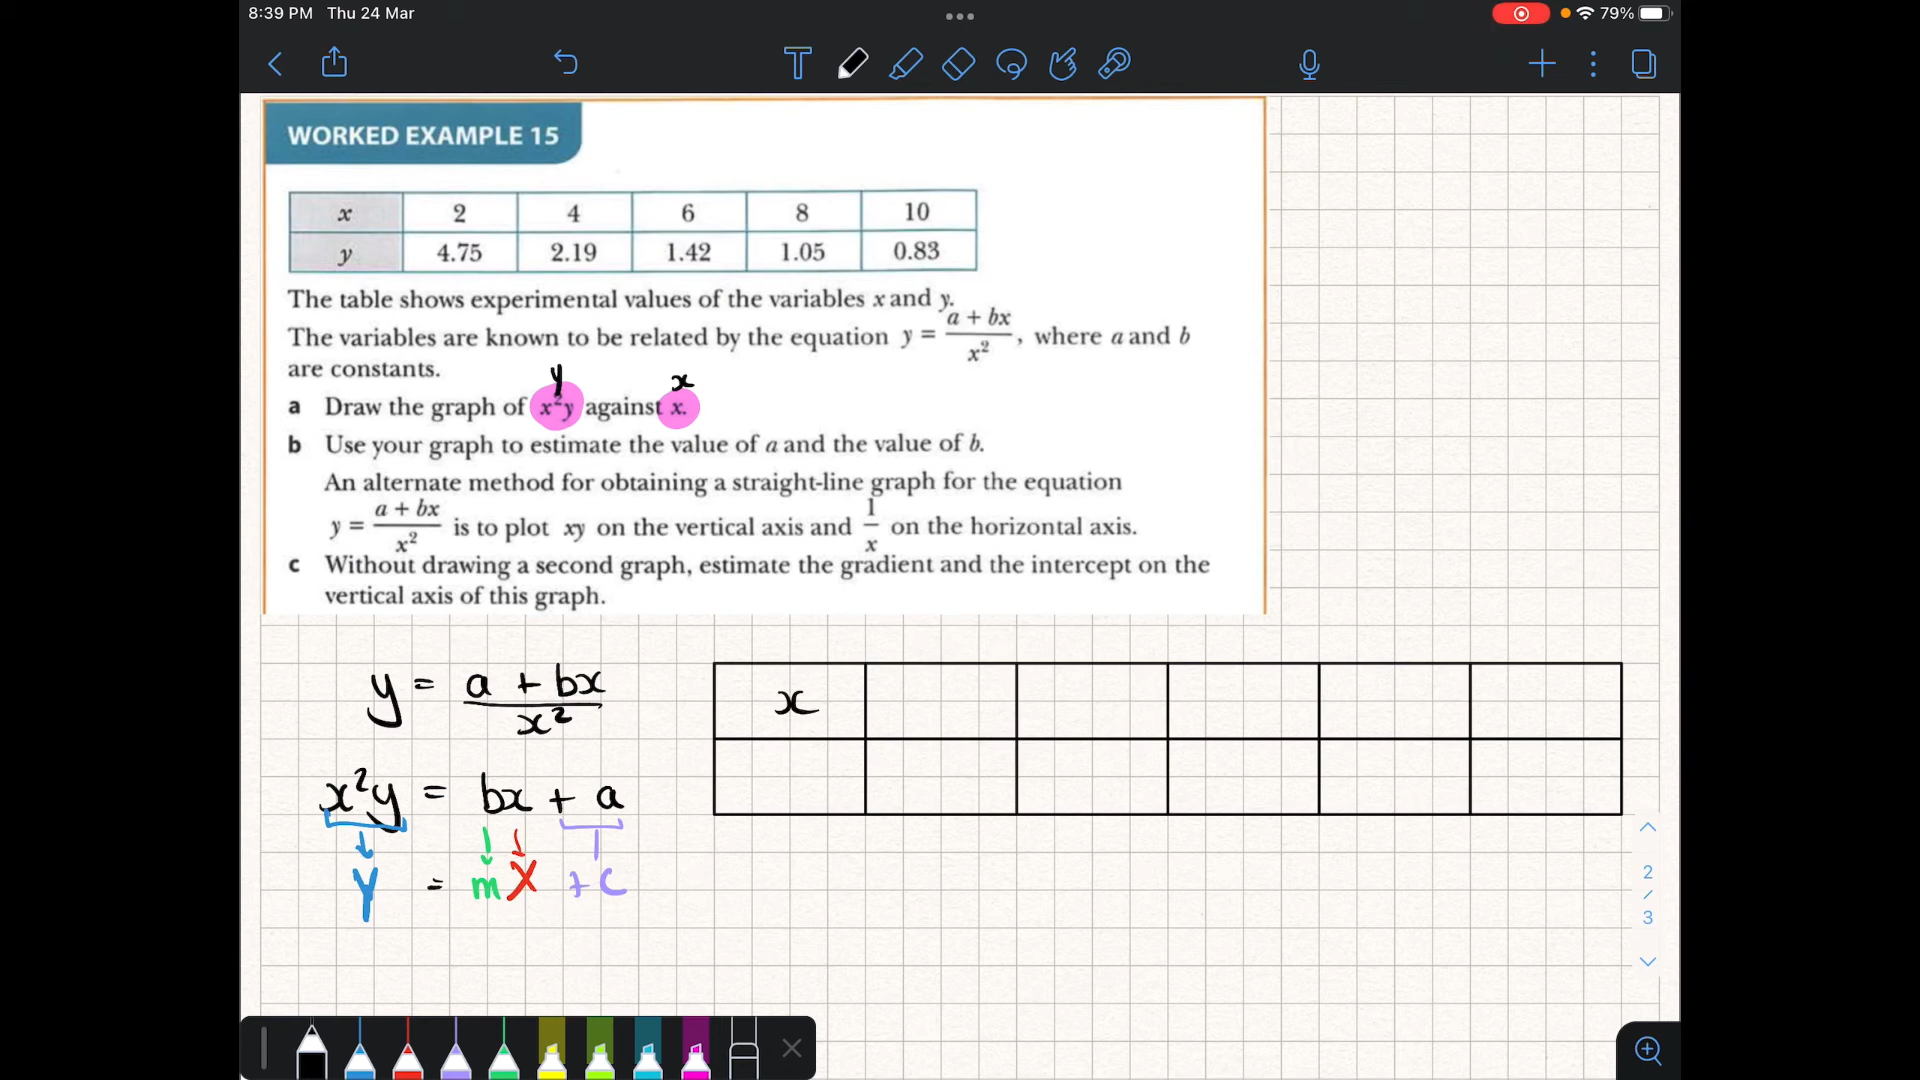 8:39 PM Thu 24 Mar
79%
WORKED EXAMPLE 15
x 2 4 6 8 10
y 4.75 2.19 1.42 1.05 0.83
The table shows experimental values of the variables x and y.
The variables are known to be related by the equation y = (a + bx)/x², where a and b
are constants.
y x
a Draw the graph of x²y against x.
b Use your graph to estimate the value of a and the value of b.
An alternate method for obtaining a straight-line graph for the equation
y = (a + bx)/x² is to plot xy on the vertical axis and 1/x on the horizontal axis.
c Without drawing a second graph, estimate the gradient and the intercept on the
vertical axis of this graph.
y = (a + bx)/x²
x²y = bx + a
Y = mX + C
x
2
/
3